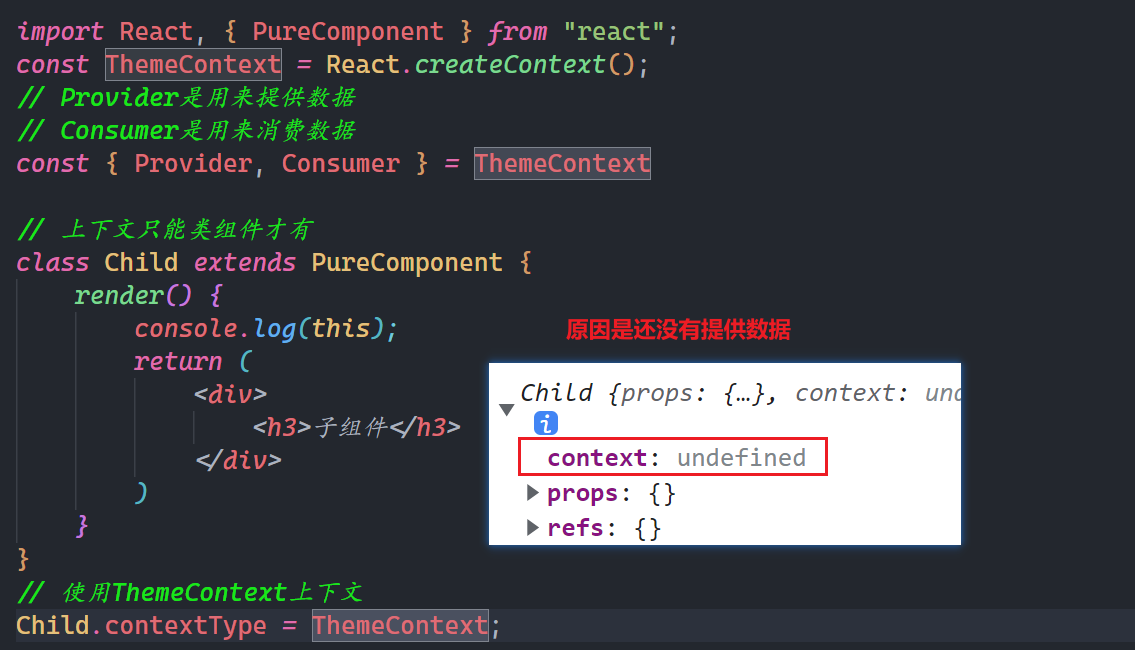 import React, { PureComponent } from "react";
const ThemeContext = React.createContext();
// Provider是用来提供数据
// Consumer是用来消费数据
const { Provider, Consumer } = ThemeContext
// 上下文只能类组件才有
class Child extends PureComponent {
render() {
console.log(this);
return (
<div>
<h3>子组件</h3>
</div>
)
}
}
// 使用ThemeContext上下文
Child.contextType = ThemeContext;
原因是还没有提供数据
Child {props: {…}, context: und
i
context: undefined
props: {}
refs: {}